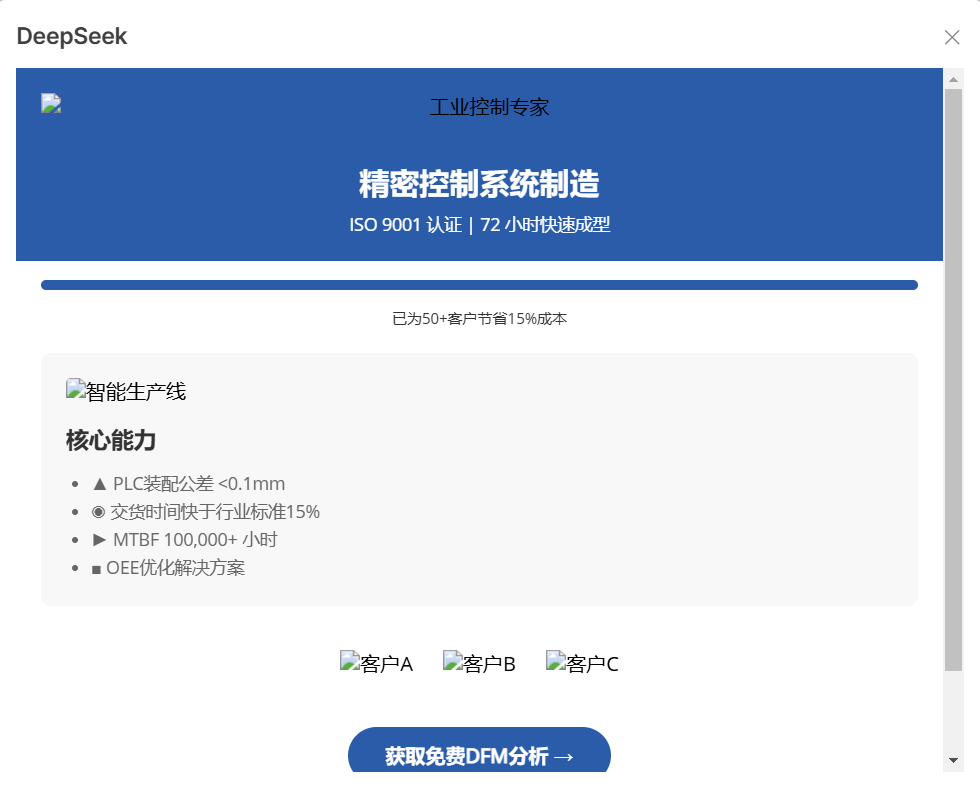 DeepSeek
工业控制专家
精密控制系统制造
ISO 9001 认证 | 72 小时快速成型
已为50+客户节省15%成本
智能生产线
核心能力
• ▲ PLC装配公差 <0.1mm
• ◉ 交货时间快于行业标准15%
• ► MTBF 100,000+ 小时
• ■ OEE优化解决方案
客户A 客户B 客户C
获取免费DFM分析 →